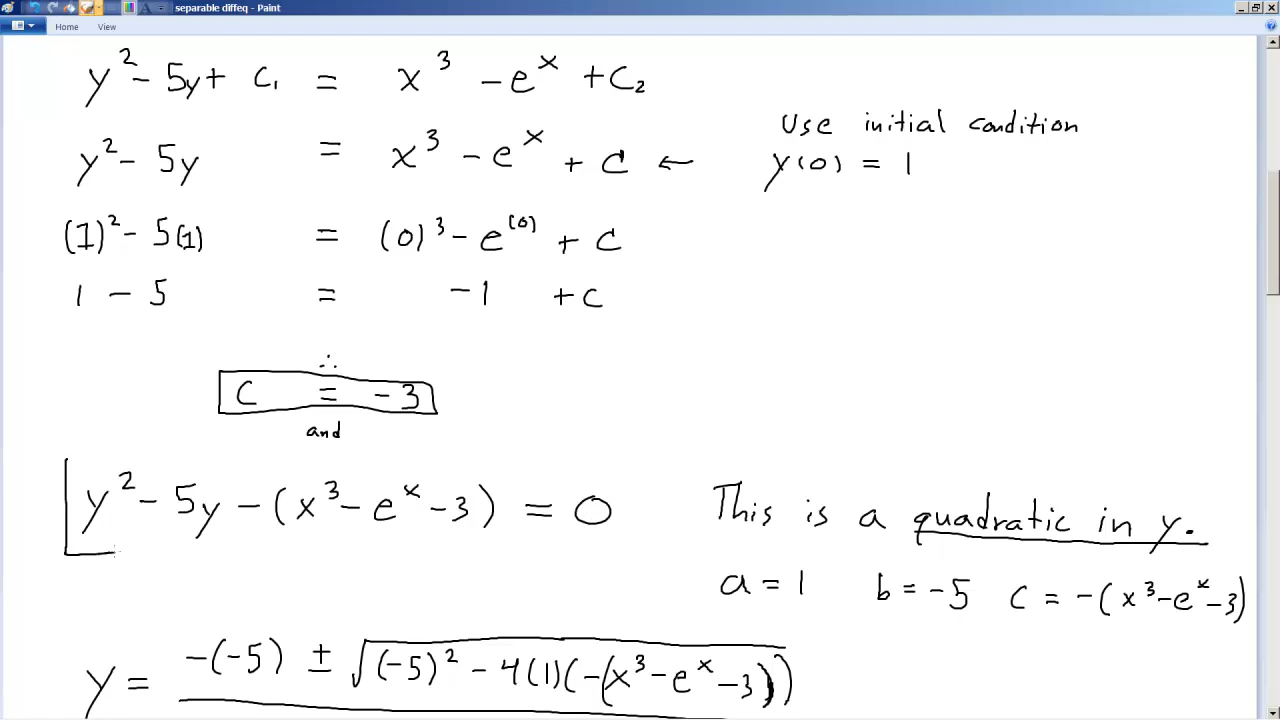 separable diffeq - Paint
Home View
y² - 5y + C₁ = x³ - eˣ + C₂
Use initial condition
y² - 5y = x³ - eˣ + C ← y(0) = 1
(1)² - 5(1) = (0)³ - e⁽⁰⁾ + C
1 - 5 = -1 + C
∴
C = -3
and
y² - 5y - (x³ - eˣ - 3) = 0 This is a quadratic in y.
a = 1 b = -5 C = -(x³ - eˣ - 3)
y = -(-5) ± √((-5)² - 4(1)(-(x³ - eˣ - 3)))